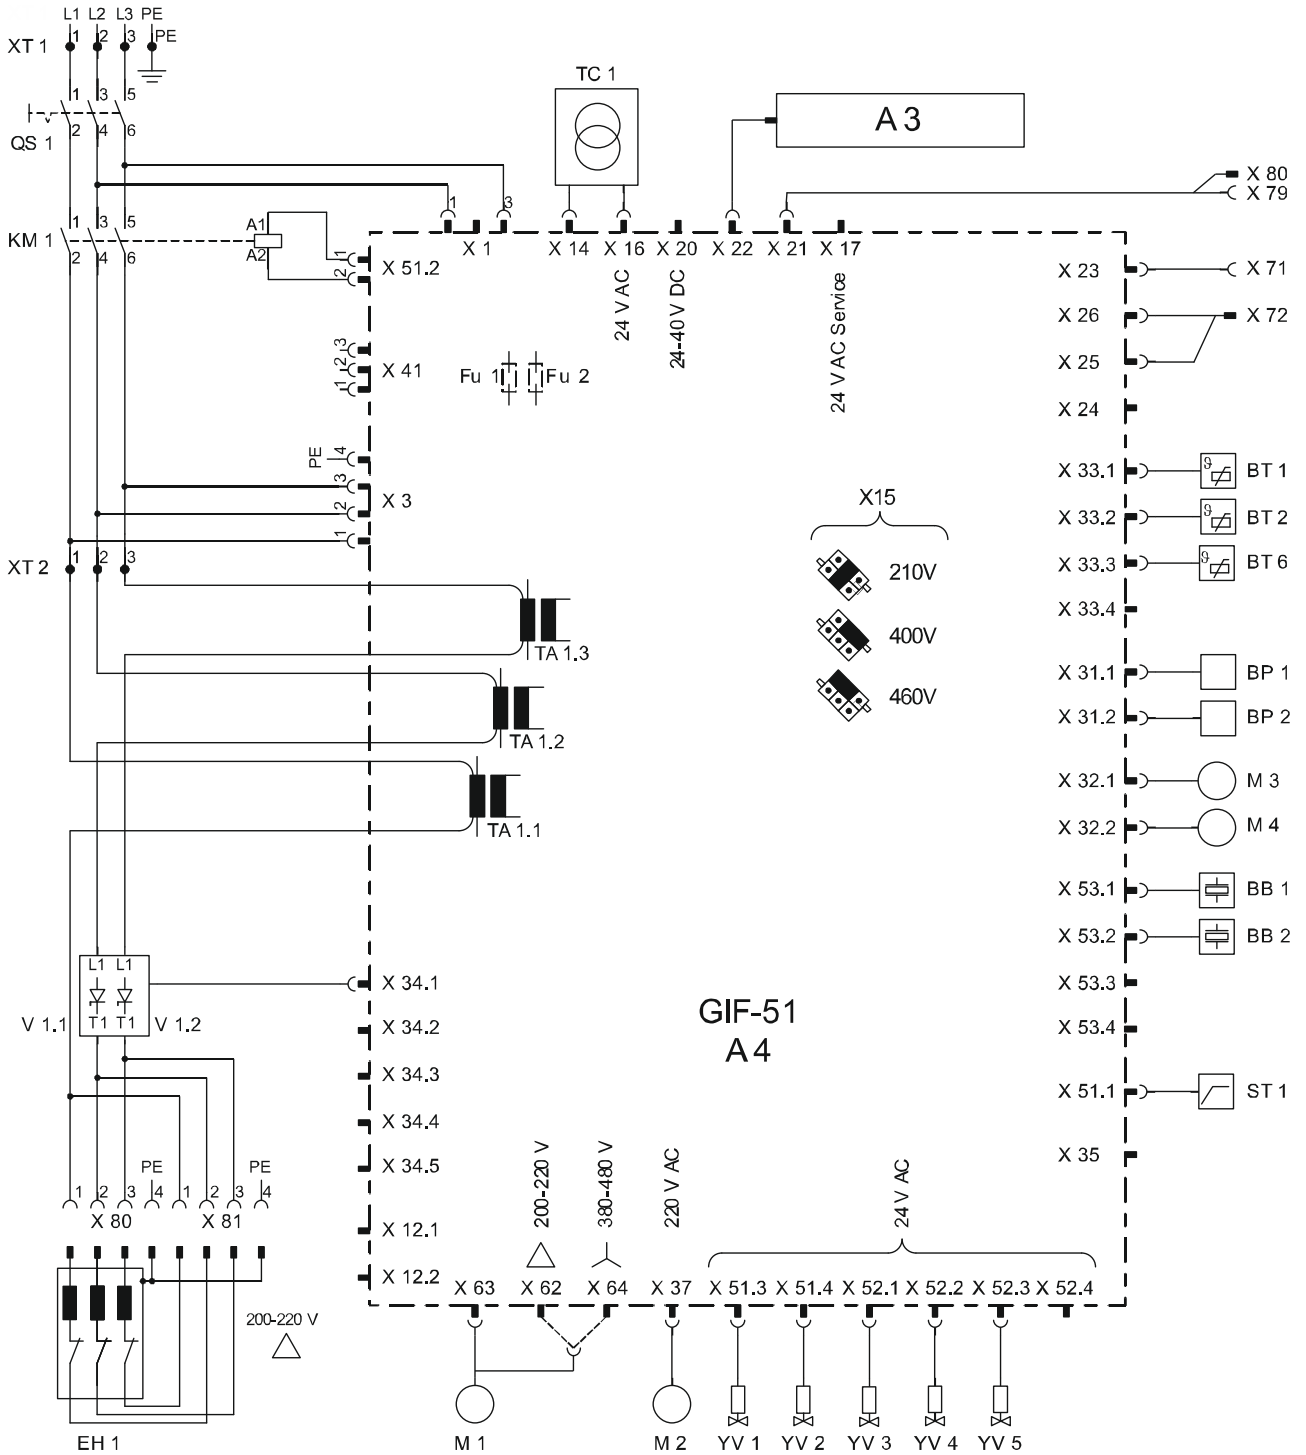 L1 L2 L3 PE
XT 1
1 2 3 PE
TC 1
A 3
1 3 5
QS 1
2 4 6
X 80
X 79
1 3
1 3 5
KM 1
2 4 6
A1
A2
1
2
X 51.2
X 1
X 14
X 16
X 20
X 22
X 21
X 17
24 V AC
24-40 V DC
24 V AC Service
X 23
X 71
X 26
X 72
X 25
X 24
3
2
1
X 41
Fu 1
Fu 2
PE
4
3
2
1
X 3
X 33.1
BT 1
X 33.2
BT 2
X 33.3
BT 6
X 33.4
X15
210V
400V
460V
XT 2
1 2 3
TA 1.3
TA 1.2
TA 1.1
X 31.1
BP 1
X 31.2
BP 2
X 32.1
M 3
X 32.2
M 4
X 53.1
BB 1
X 53.2
BB 2
X 53.3
X 53.4
X 51.1
ST 1
X 35
L1 L1
T1 T1
V 1.1
V 1.2
X 34.1
X 34.2
X 34.3
X 34.4
X 34.5
X 12.1
X 12.2
GIF-51
A 4
PE
PE
1 2 3 4 1 2 3 4
X 80
X 81
200-220 V
EH 1
200-220 V
380-480 V
220 V AC
24 V AC
X 63
X 62
X 64
X 37
X 51.3
X 51.4
X 52.1
X 52.2
X 52.3
X 52.4
M 1
M 2
YV 1
YV 2
YV 3
YV 4
YV 5